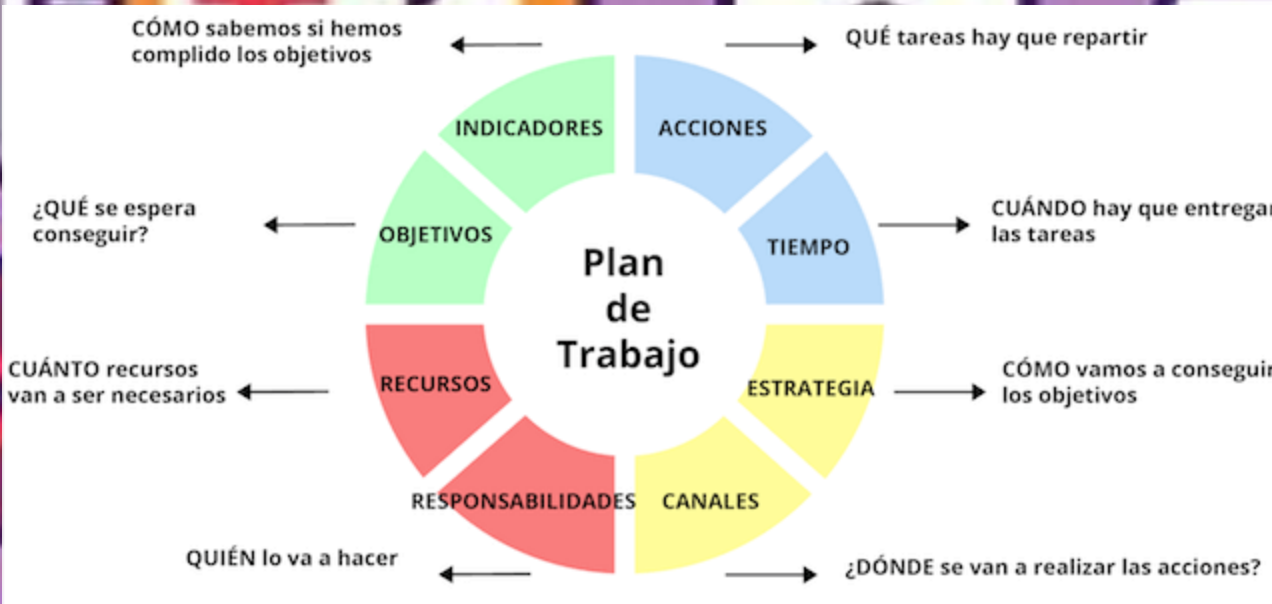 CÓMO sabemos si hemos
complido los objetivos
QUÉ tareas hay que repartir
INDICADORES
ACCIONES
¿QUÉ se espera
conseguir?
OBJETIVOS
TIEMPO
CUÁNDO hay que entregar
las tareas
Plan
de
Trabajo
CUÁNTO recursos
van a ser necesarios
RECURSOS
ESTRATEGIA
CÓMO vamos a conseguir
los objetivos
RESPONSABILIDADES
CANALES
QUIÉN lo va a hacer
¿DÓNDE se van a realizar las acciones?